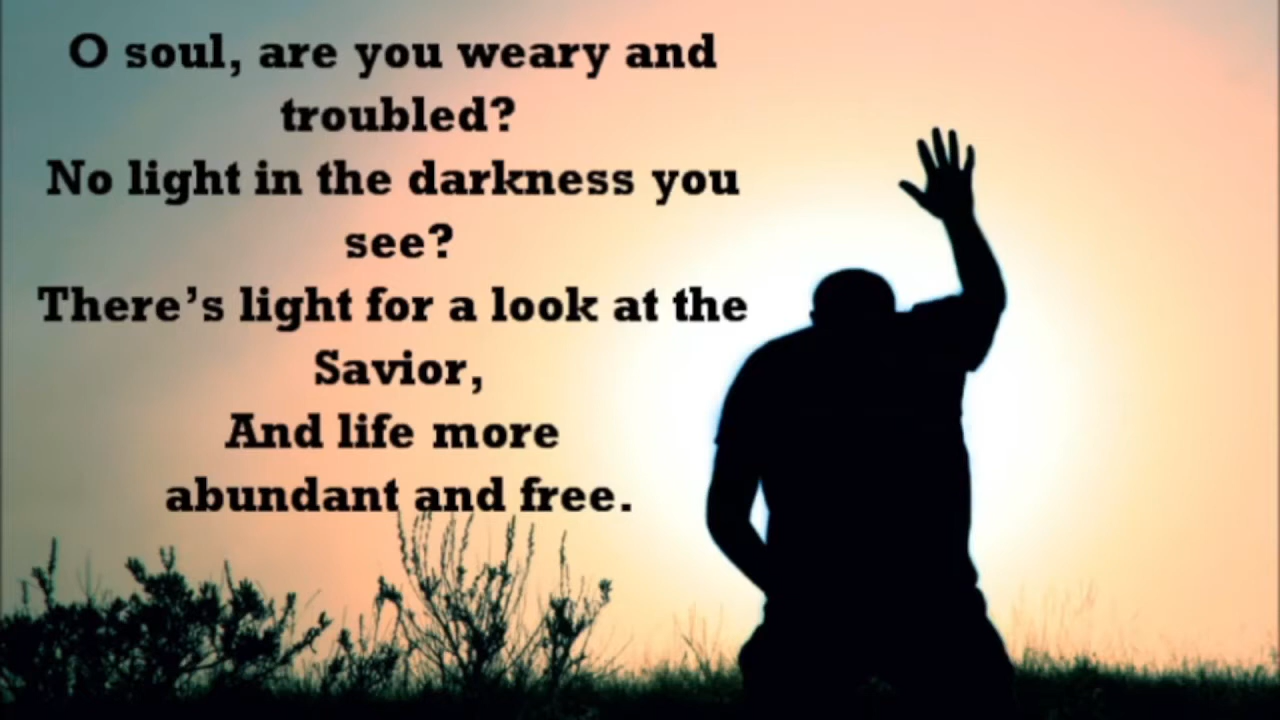 O soul, are you weary and
troubled?
No light in the darkness you
see?
There’s light for a look at the
Savior,
And life more
abundant and free.